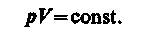 pV = const.